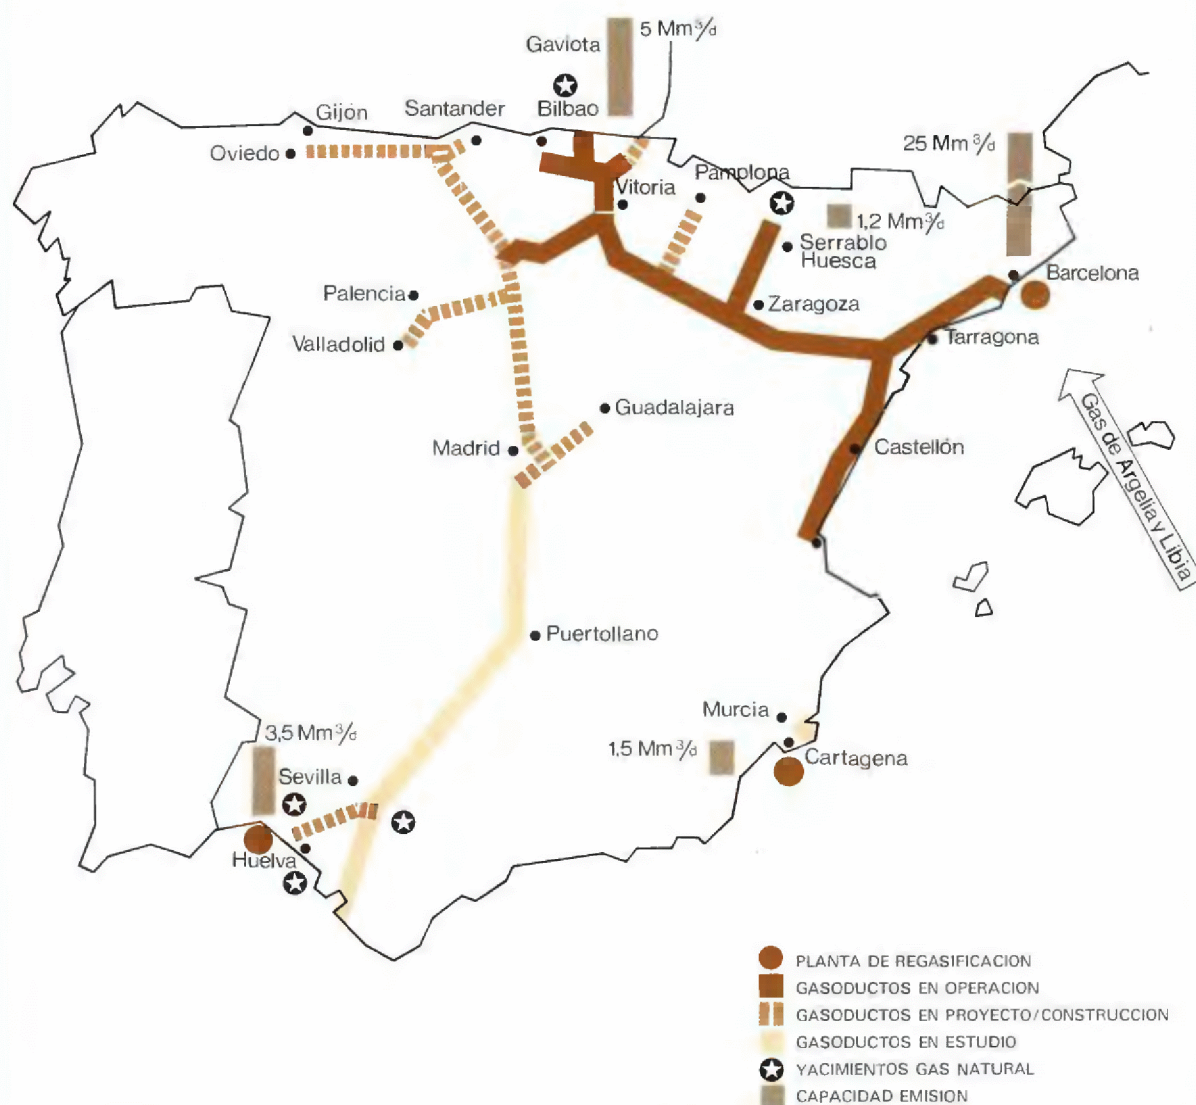 5 Mm³/d
Gaviota
Gijón
Santander
Bilbao
Oviedo
25 Mm³/d
Pamplona
Vitoria
1,2 Mm³/d
Serrablo
Huesca
Barcelona
Palencia
Zaragoza
Valladolid
Tarragona
Gas de Argelia y Libia
Guadalajara
Madrid
Castellón
Puertollano
Murcia
3,5 Mm³/d
1,5 Mm³/d
Cartagena
Sevilla
Huelva
PLANTA DE REGASIFICACION
GASODUCTOS EN OPERACION
GASODUCTOS EN PROYECTO/CONSTRUCCION
GASODUCTOS EN ESTUDIO
YACIMIENTOS GAS NATURAL
CAPACIDAD EMISION